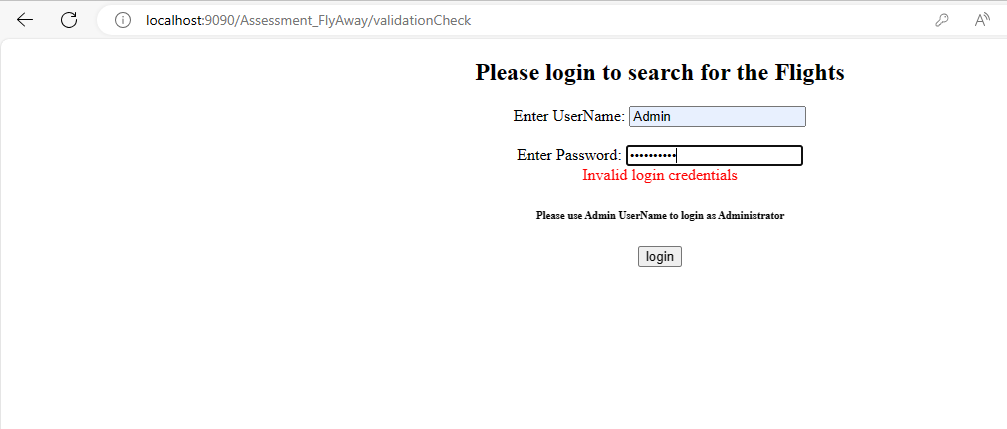 localhost:9090/Assessment_FlyAway/validationCheck
Please login to search for the Flights
Enter UserName: Admin
Enter Password: ••••••••••
Invalid login credentials
Please use Admin UserName to login as Administrator
login